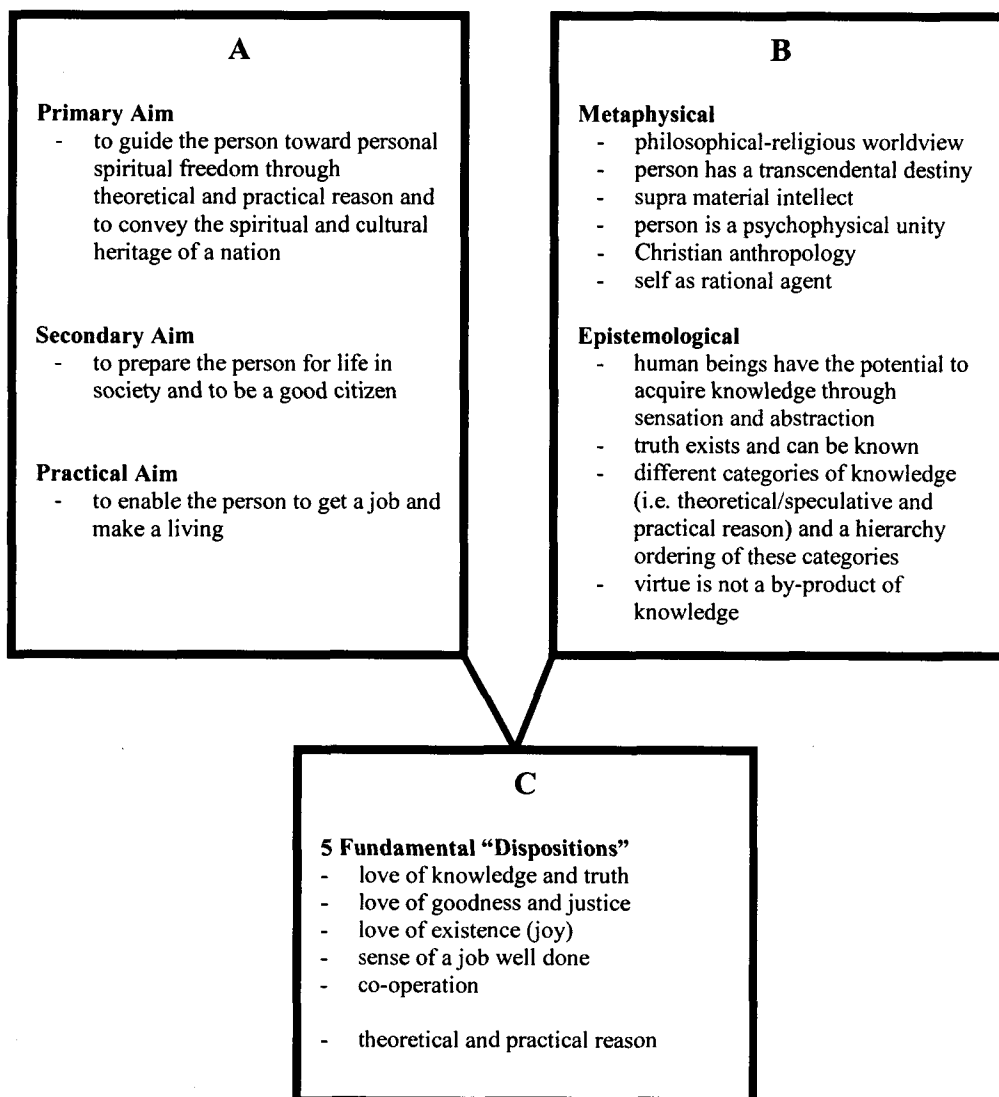 A
Primary Aim
- to guide the person toward personal
spiritual freedom through
theoretical and practical reason and
to convey the spiritual and cultural
heritage of a nation
Secondary Aim
- to prepare the person for life in
society and to be a good citizen
Practical Aim
- to enable the person to get a job and
make a living
B
Metaphysical
- philosophical-religious worldview
- person has a transcendental destiny
- supra material intellect
- person is a psychophysical unity
- Christian anthropology
- self as rational agent
Epistemological
- human beings have the potential to
acquire knowledge through
sensation and abstraction
- truth exists and can be known
- different categories of knowledge
(i.e. theoretical/speculative and
practical reason) and a hierarchy
ordering of these categories
- virtue is not a by-product of
knowledge
C
5 Fundamental “Dispositions”
- love of knowledge and truth
- love of goodness and justice
- love of existence (joy)
- sense of a job well done
- co-operation
- theoretical and practical reason